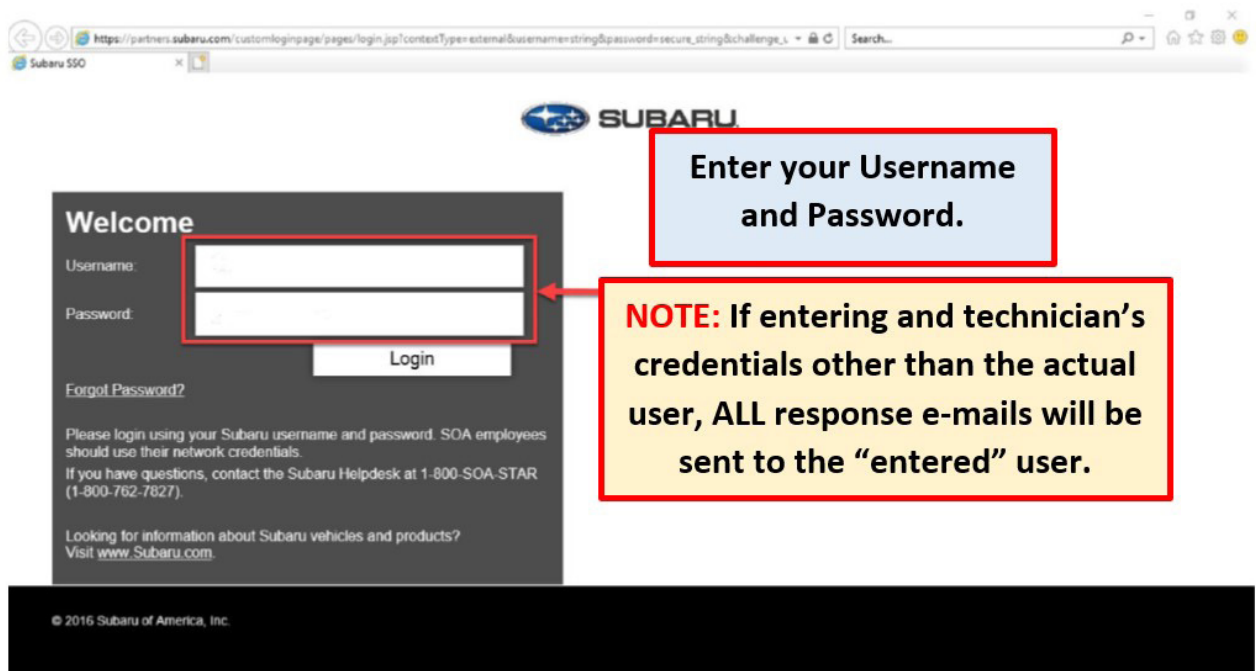 https://partners.subaru.com/customloginpage/pages/login.jsp?contextType=external&username=string&password=secure_string&challenge_u
Search...
Subaru SSO
SUBARU
Enter your Username
and Password.
Welcome
Username:
Password:
Login
NOTE: If entering and technician’s
credentials other than the actual
user, ALL response e-mails will be
sent to the “entered” user.
Forgot Password?
Please login using your Subaru username and password. SOA employees
should use their network credentials.
If you have questions, contact the Subaru Helpdesk at 1-800-SOA-STAR
(1-800-762-7827).
Looking for information about Subaru vehicles and products?
Visit www.Subaru.com.
© 2016 Subaru of America, Inc.